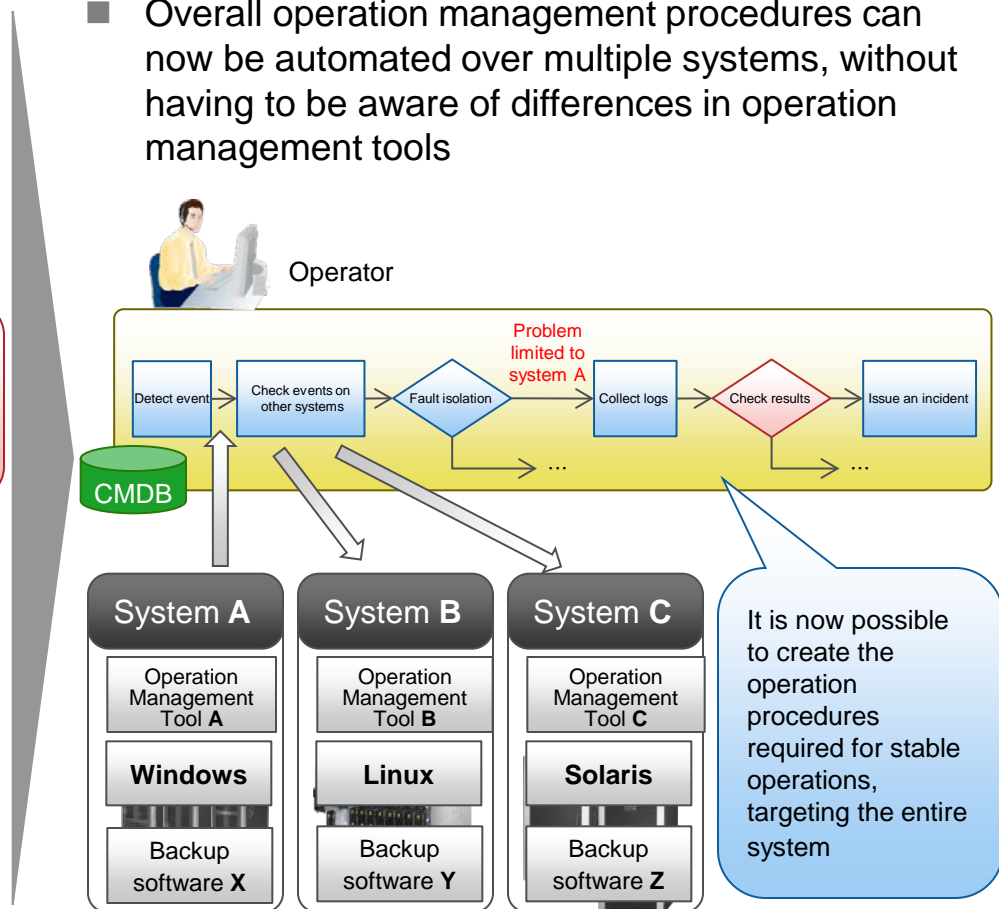 Overall operation management procedures can
now be automated over multiple systems, without
having to be aware of differences in operation
management tools
Operator
Problem
limited to
system A
Detect event
Check events on
other systems
Fault isolation
Collect logs
Check results
Issue an incident
...
...
CMDB
System A
System B
System C
Operation
Management
Tool A
Operation
Management
Tool B
Operation
Management
Tool C
Windows
Linux
Solaris
Backup
software X
Backup
software Y
Backup
software Z
It is now possible
to create the
operation
procedures
required for stable
operations,
targeting the entire
system